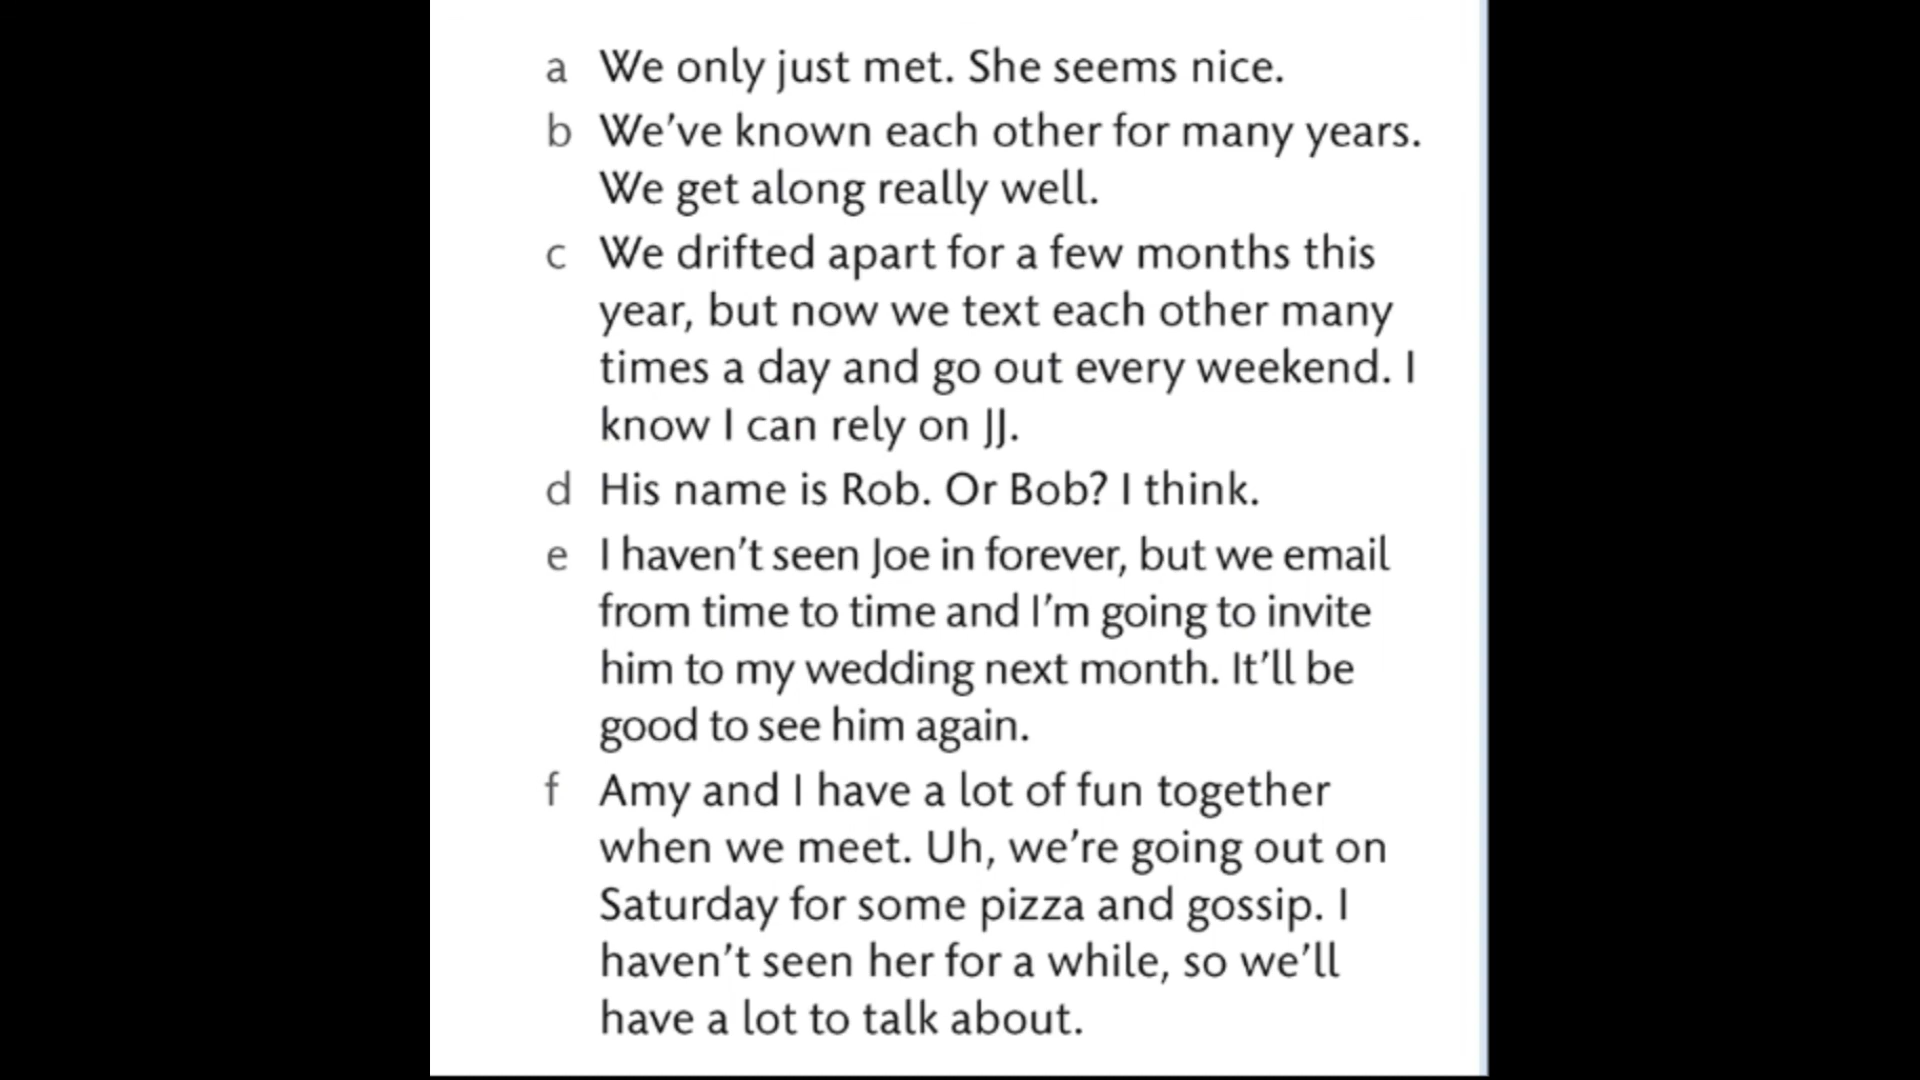 a We only just met. She seems nice.
b We've known each other for many years.
We get along really well.
c We drifted apart for a few months this
year, but now we text each other many
times a day and go out every weekend. I
know I can rely on JJ.
d His name is Rob. Or Bob? I think.
e I haven't seen Joe in forever, but we email
from time to time and I'm going to invite
him to my wedding next month. It'll be
good to see him again.
f Amy and I have a lot of fun together
when we meet. Uh, we're going out on
Saturday for some pizza and gossip. I
haven't seen her for a while, so we'll
have a lot to talk about.